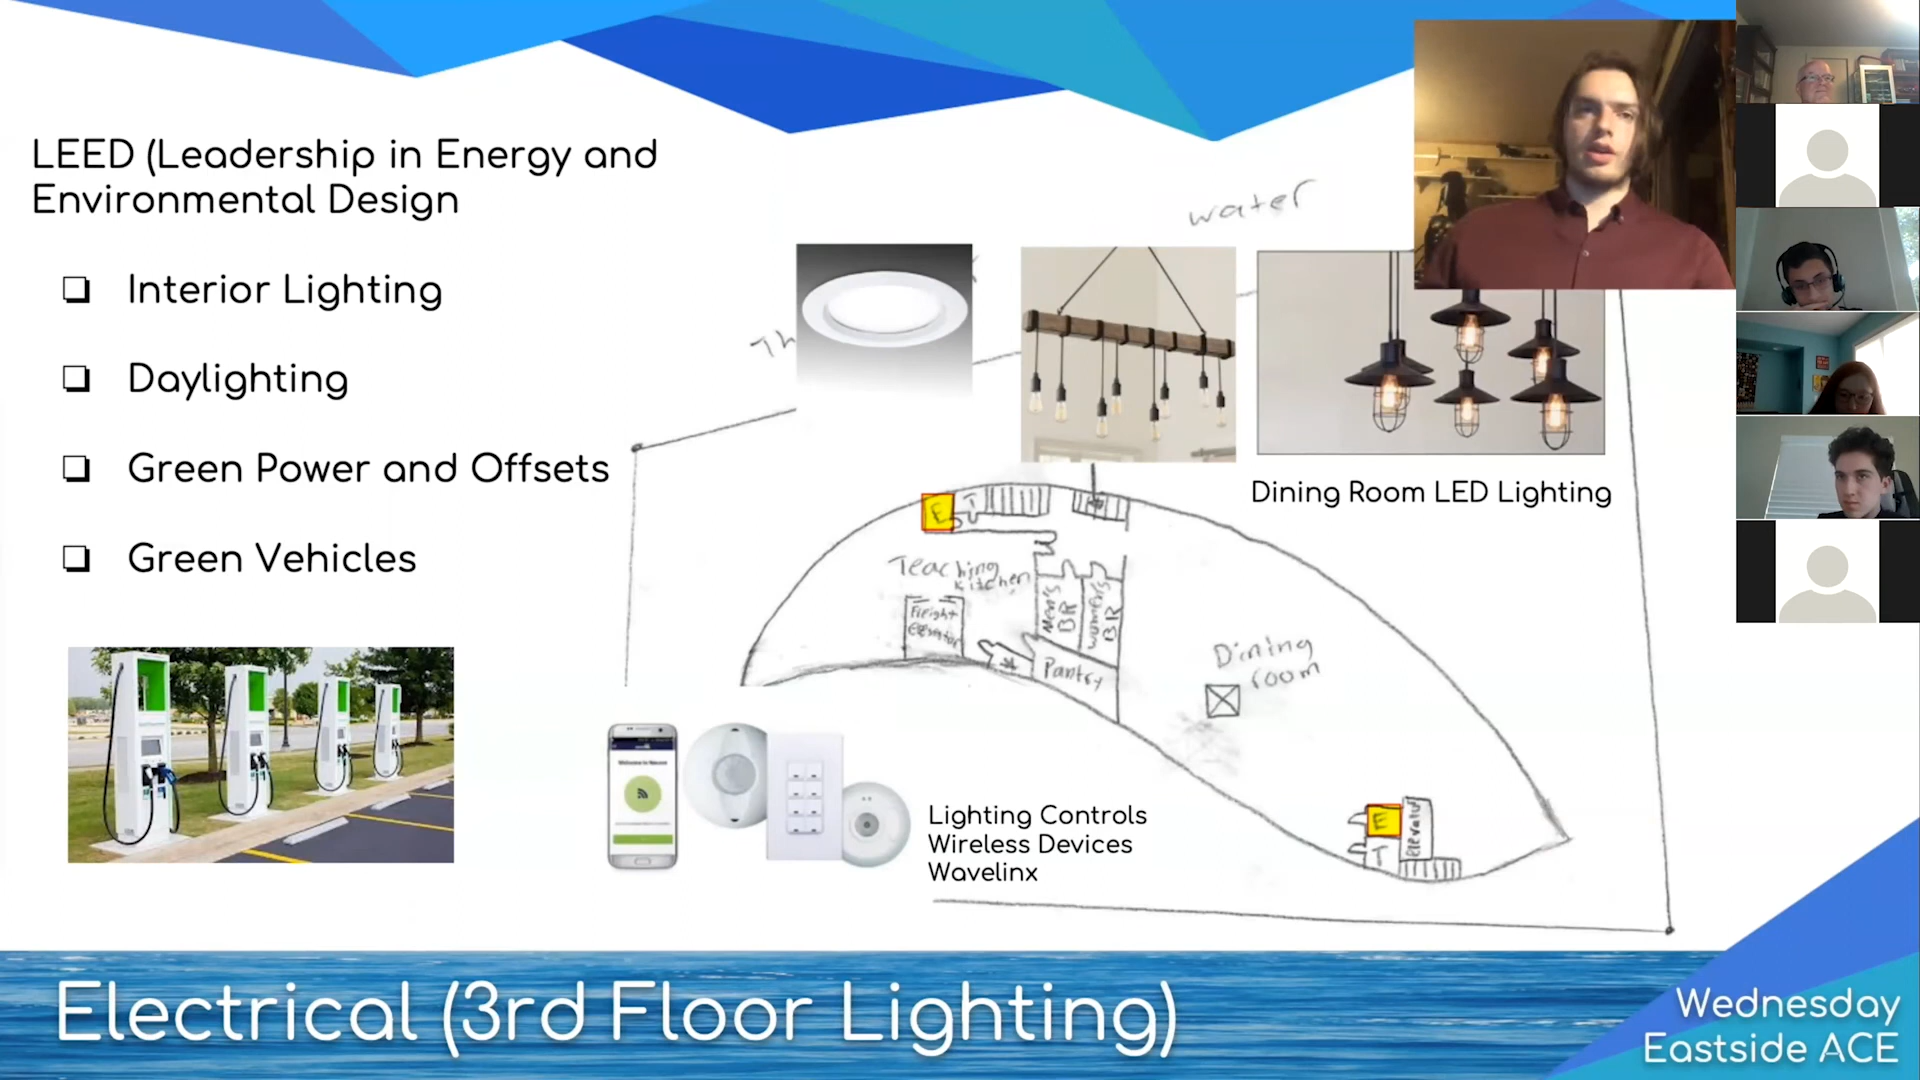 LEED (Leadership in Energy and
Environmental Design
Interior Lighting
Daylighting
Green Power and Offsets
Green Vehicles
water
Th
Dining Room LED Lighting
E
T
Teaching
Kitchen
Freight
elevator
Men's
BR
Women's
BR
Pantry
Dining
room
E
T
Elevator
Lighting Controls
Wireless Devices
Wavelinx
Electrical (3rd Floor Lighting)
Wednesday
Eastside ACE